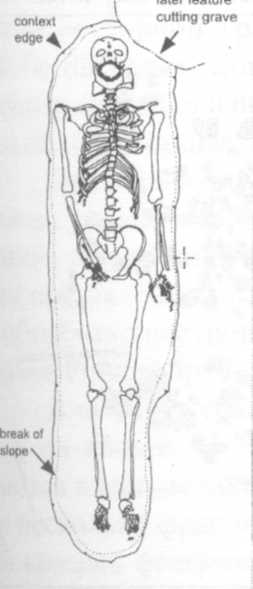 later feature
cutting grave
context
edge
break of
slope